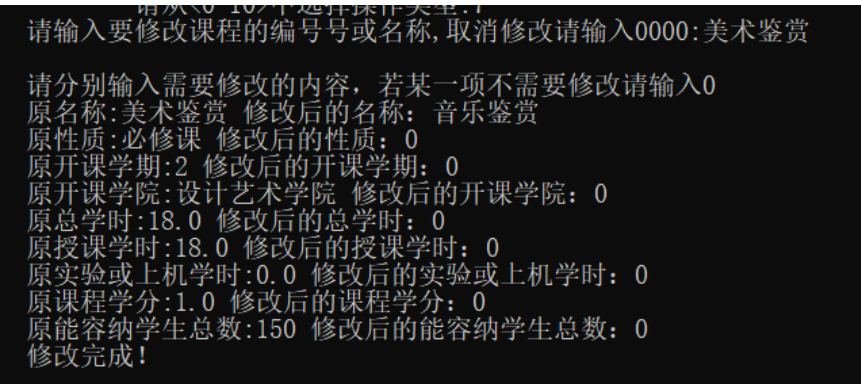 请输入要修改课程的编号号或名称,取消修改请输入0000:美术鉴赏
请分别输入需要修改的内容，若某一项不需要修改请输入0
原名称:美术鉴赏 修改后的名称：音乐鉴赏
原性质:必修课 修改后的性质：0
原开课学期:2 修改后的开课学期：0
原开课学院:设计艺术学院 修改后的开课学院：0
原总学时:18.0 修改后的总学时：0
原授课学时:18.0 修改后的授课学时：0
原实验或上机学时:0.0 修改后的实验或上机学时：0
原课程学分:1.0 修改后的课程学分：0
原能容纳学生总数:150 修改后的能容纳学生总数：0
修改完成！